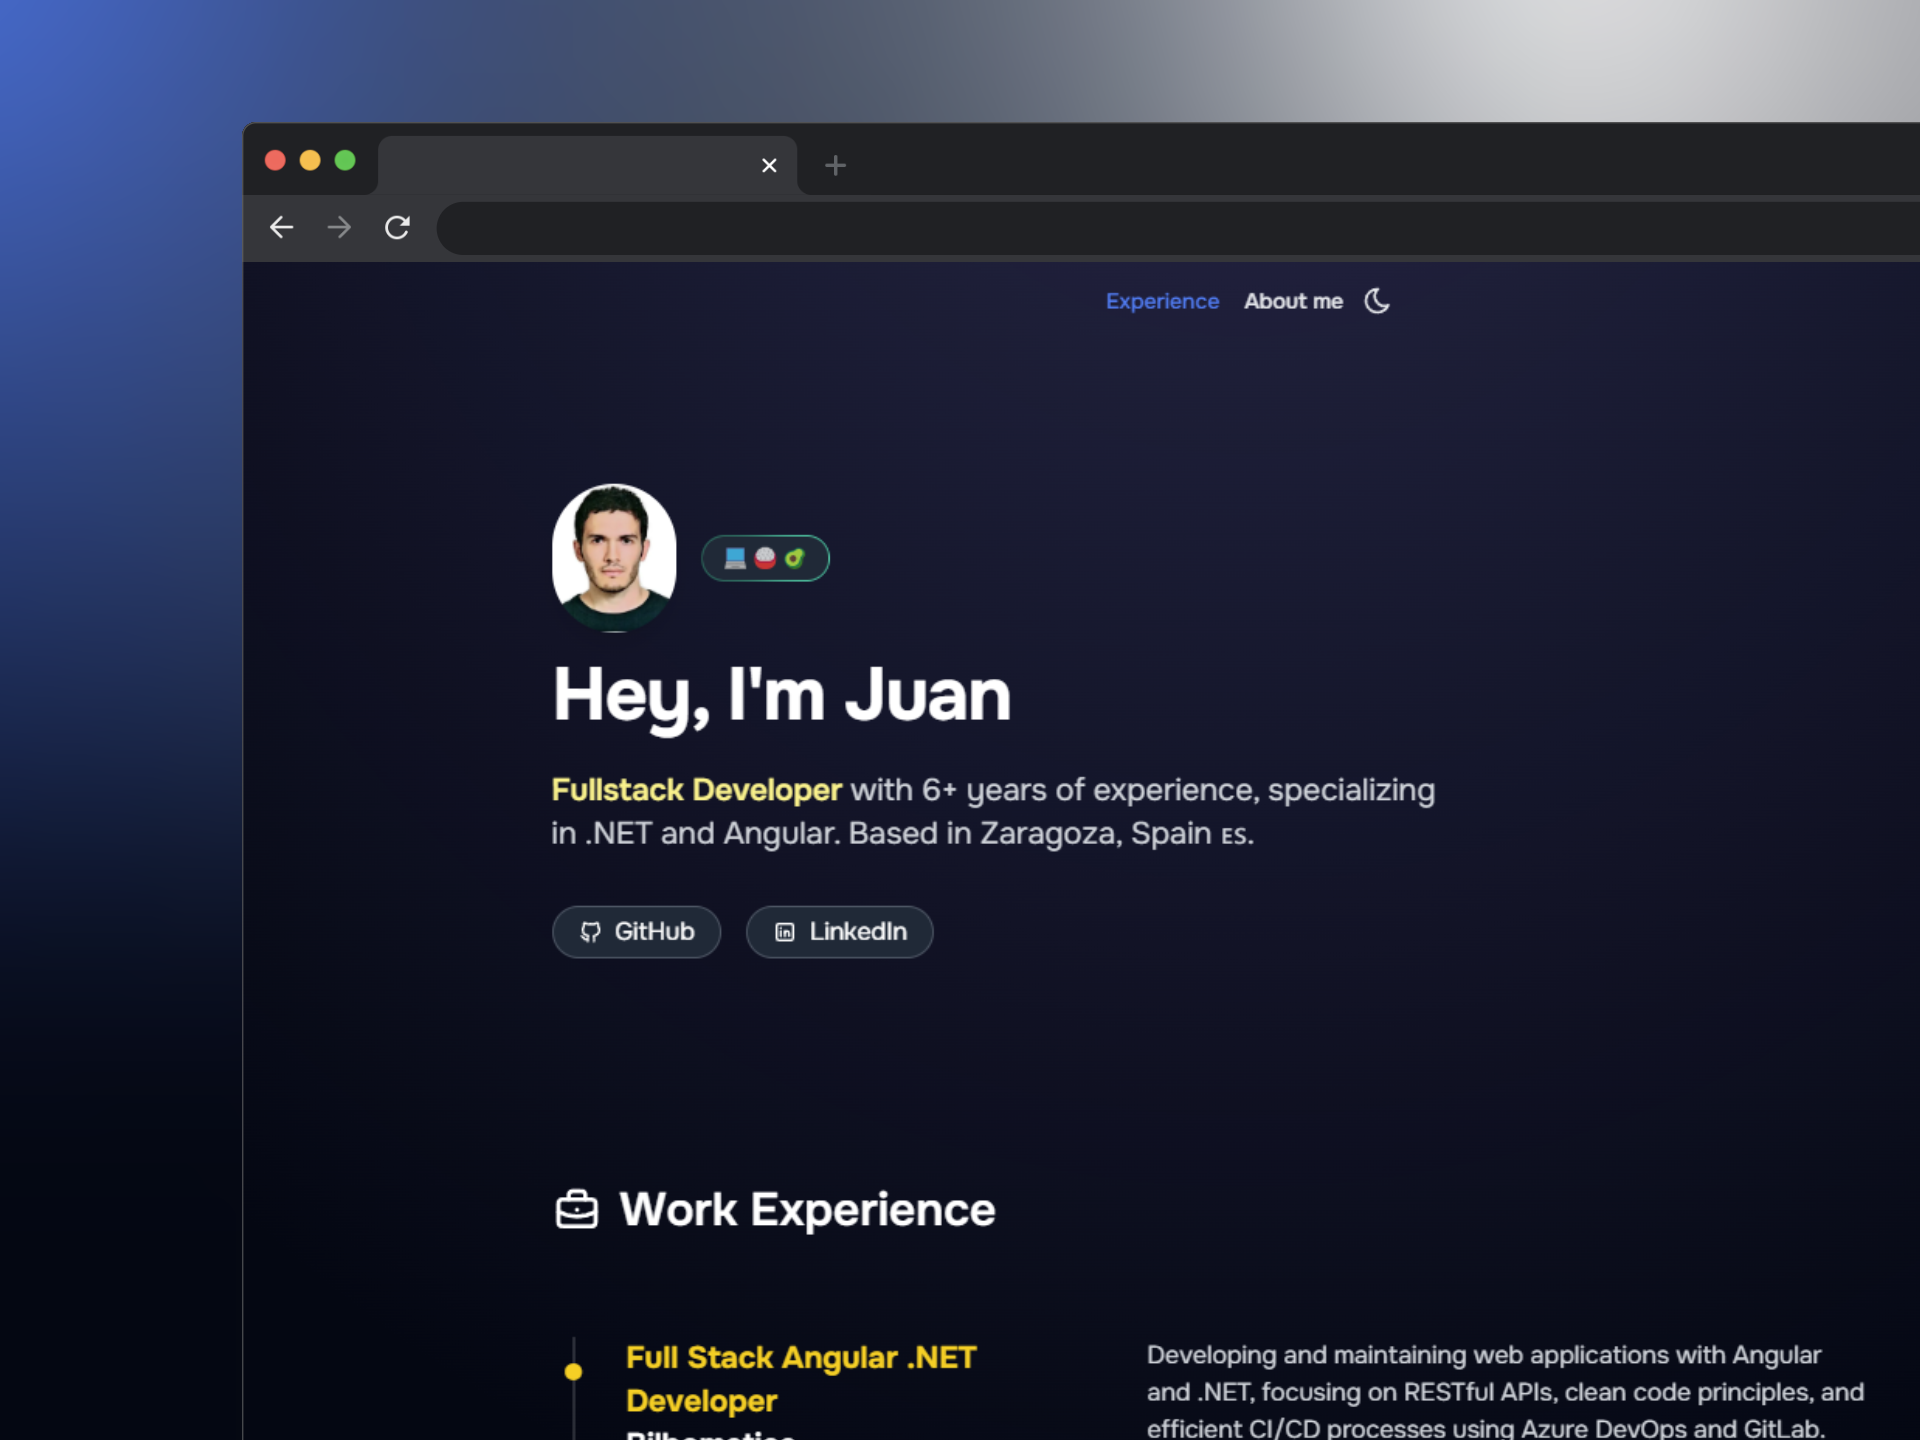 Experience About me
Hey, I'm Juan
Fullstack Developer with 6+ years of experience, specializing
in .NET and Angular. Based in Zaragoza, Spain ES.
GitHub LinkedIn
Work Experience
Full Stack Angular .NET
Developer
Developing and maintaining web applications with Angular
and .NET, focusing on RESTful APIs, clean code principles, and
efficient CI/CD processes using Azure DevOps and GitLab.